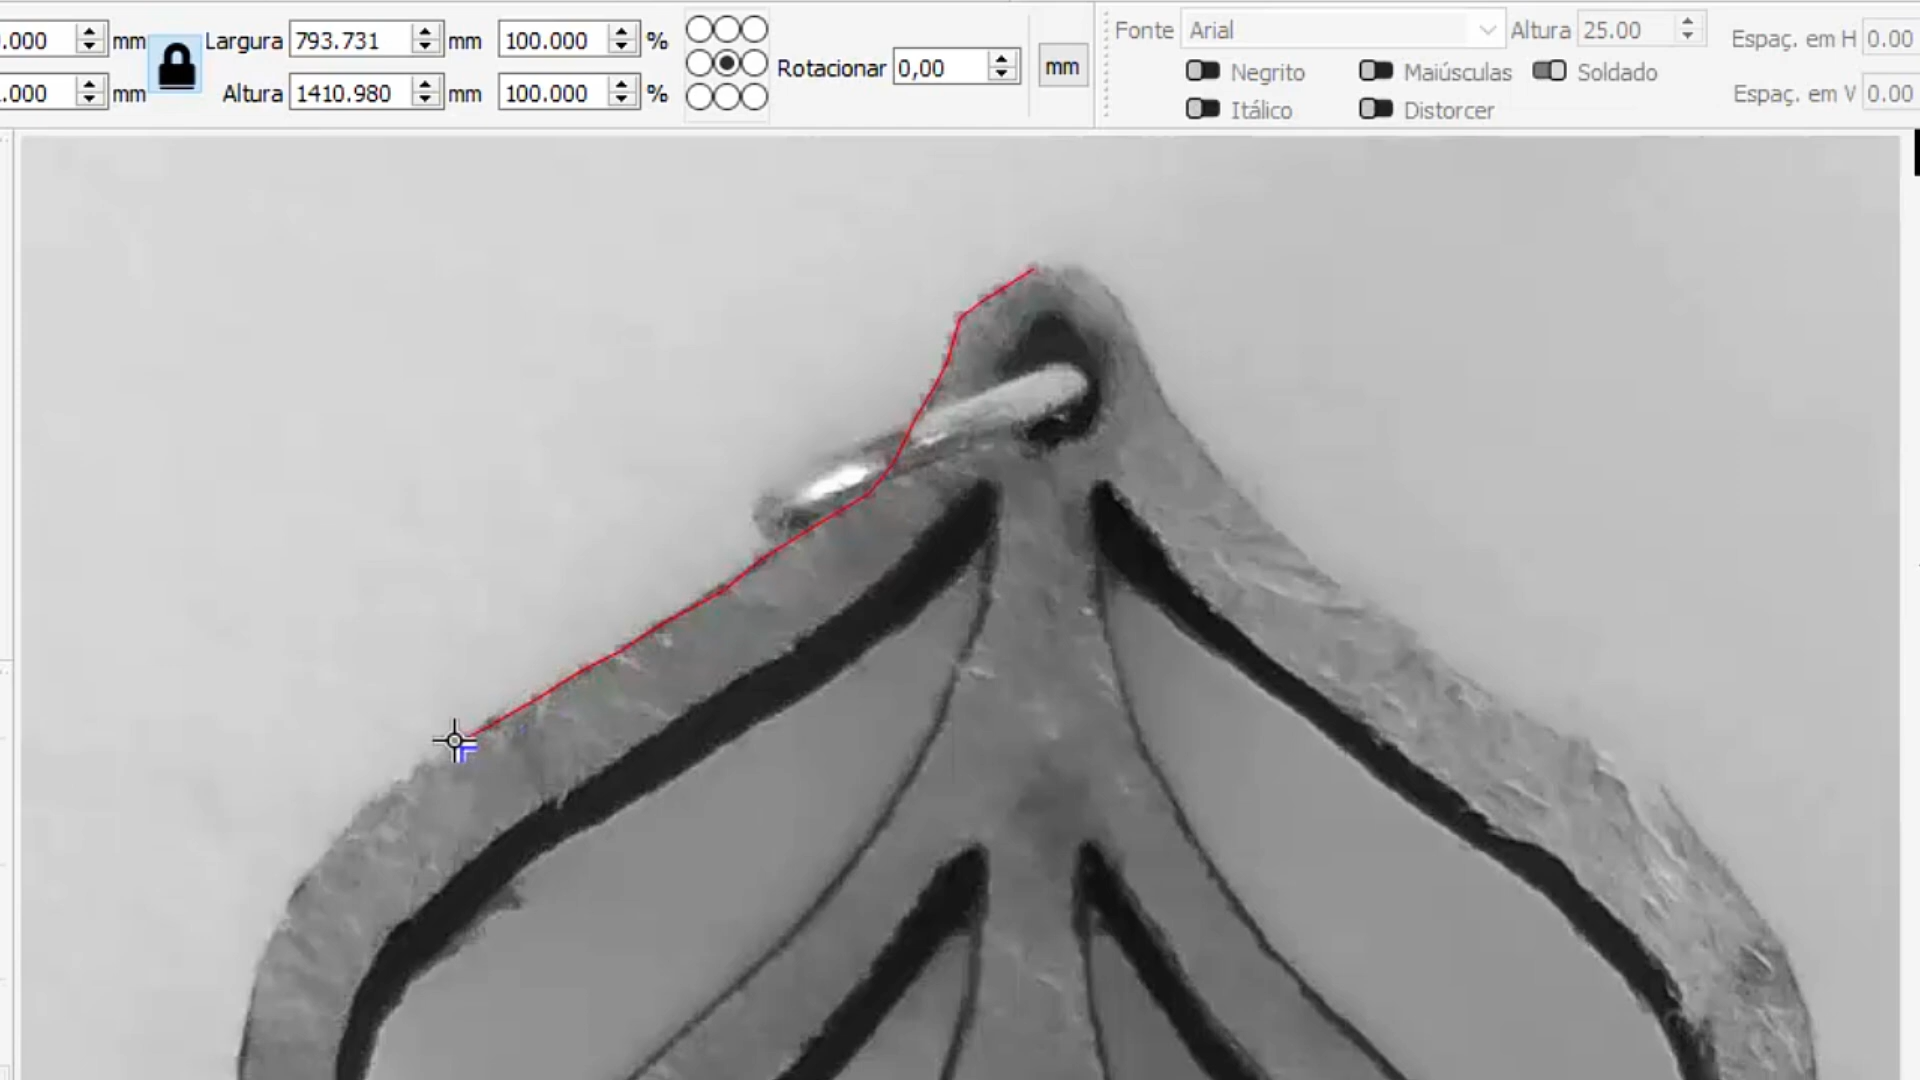 .000 mm Largura 793.731 mm 100.000 %
.000 mm Altura 1410.980 mm 100.000 %
Rotacionar 0,00 mm
Fonte Arial Altura 25.00 Espaç. em H 0.00
Negrito Maiúsculas Soldado
Itálico Distorcer Espaç. em V 0.00